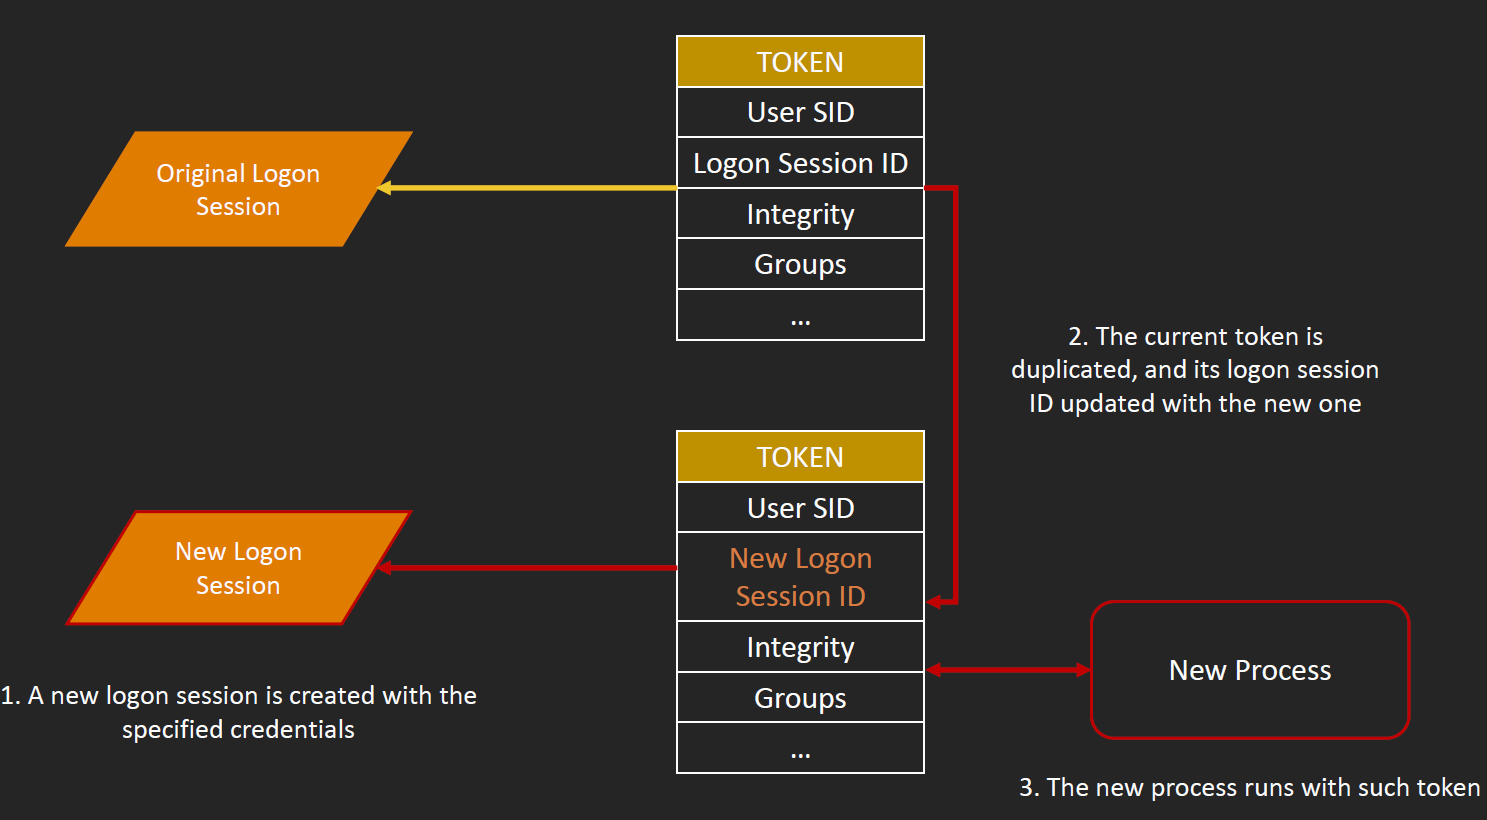 TOKEN
User SID
Logon Session ID
Integrity
Groups
...
Original Logon
Session
2. The current token is
duplicated, and its logon session
ID updated with the new one
TOKEN
User SID
New Logon
Session ID
Integrity
Groups
...
New Logon
Session
1. A new logon session is created with the
specified credentials
New Process
3. The new process runs with such token